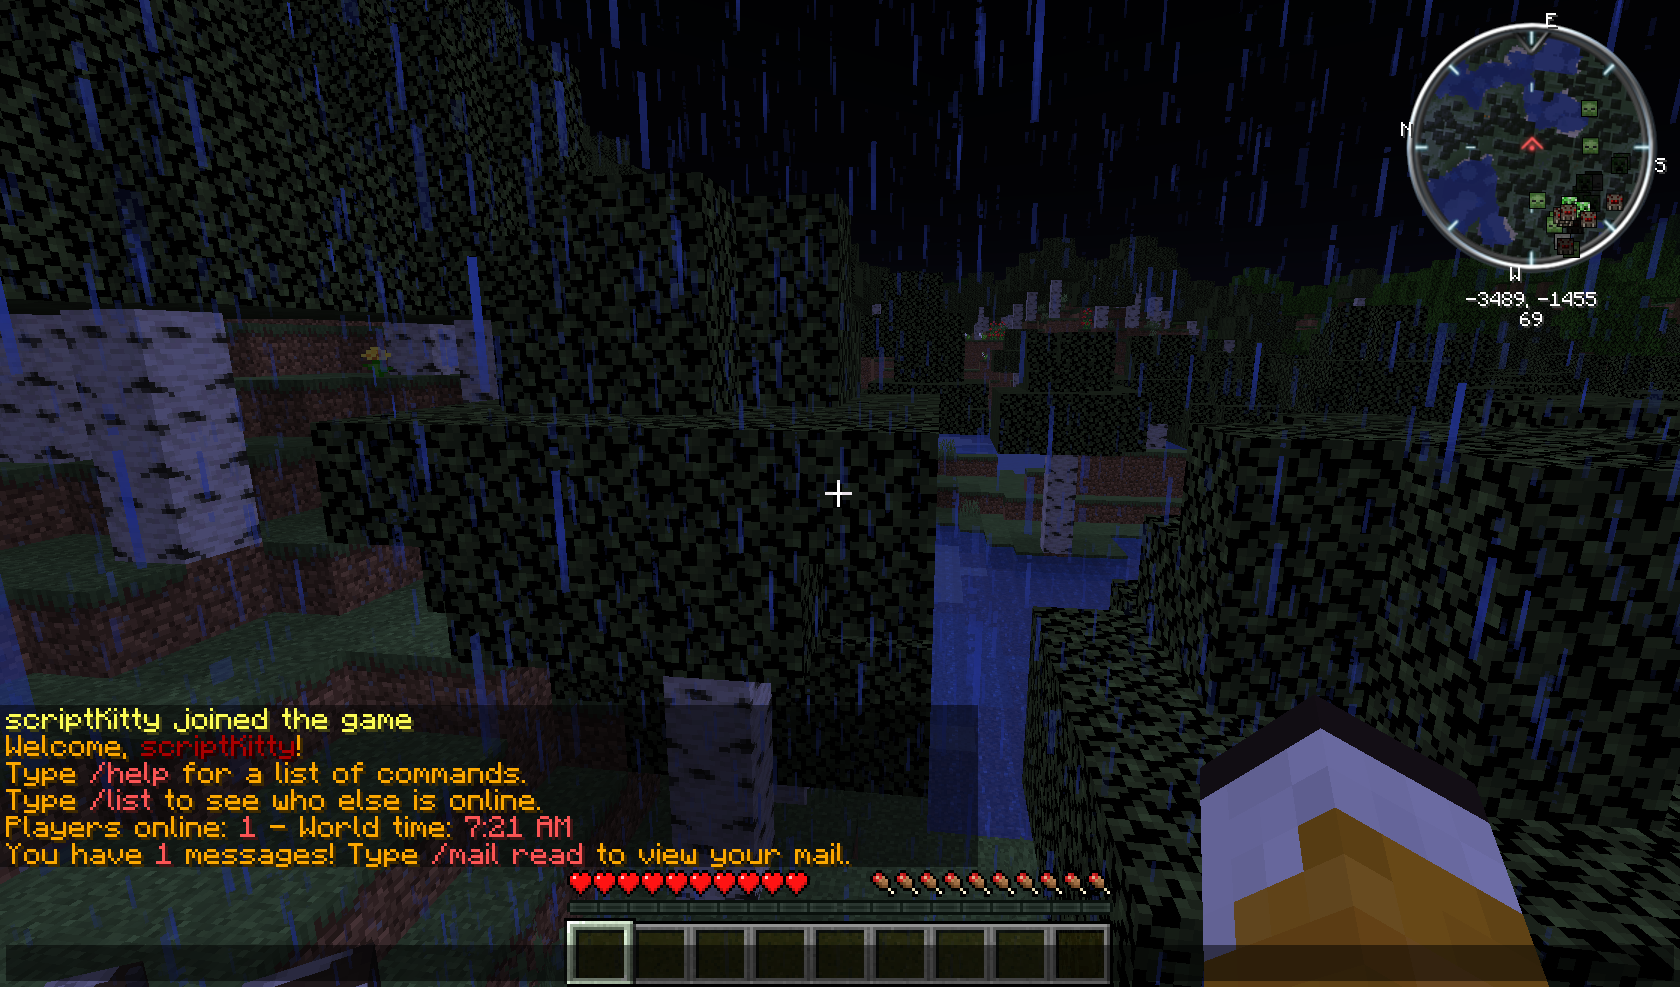 E
N
S
W
-3489, -1455
69
scriptKitty joined the game
Welcome, scriptKitty!
Type /help for a list of commands.
Type /list to see who else is online.
Players online: 1 - World time: 7:21 AM
You have 1 messages! Type /mail read to view your mail.